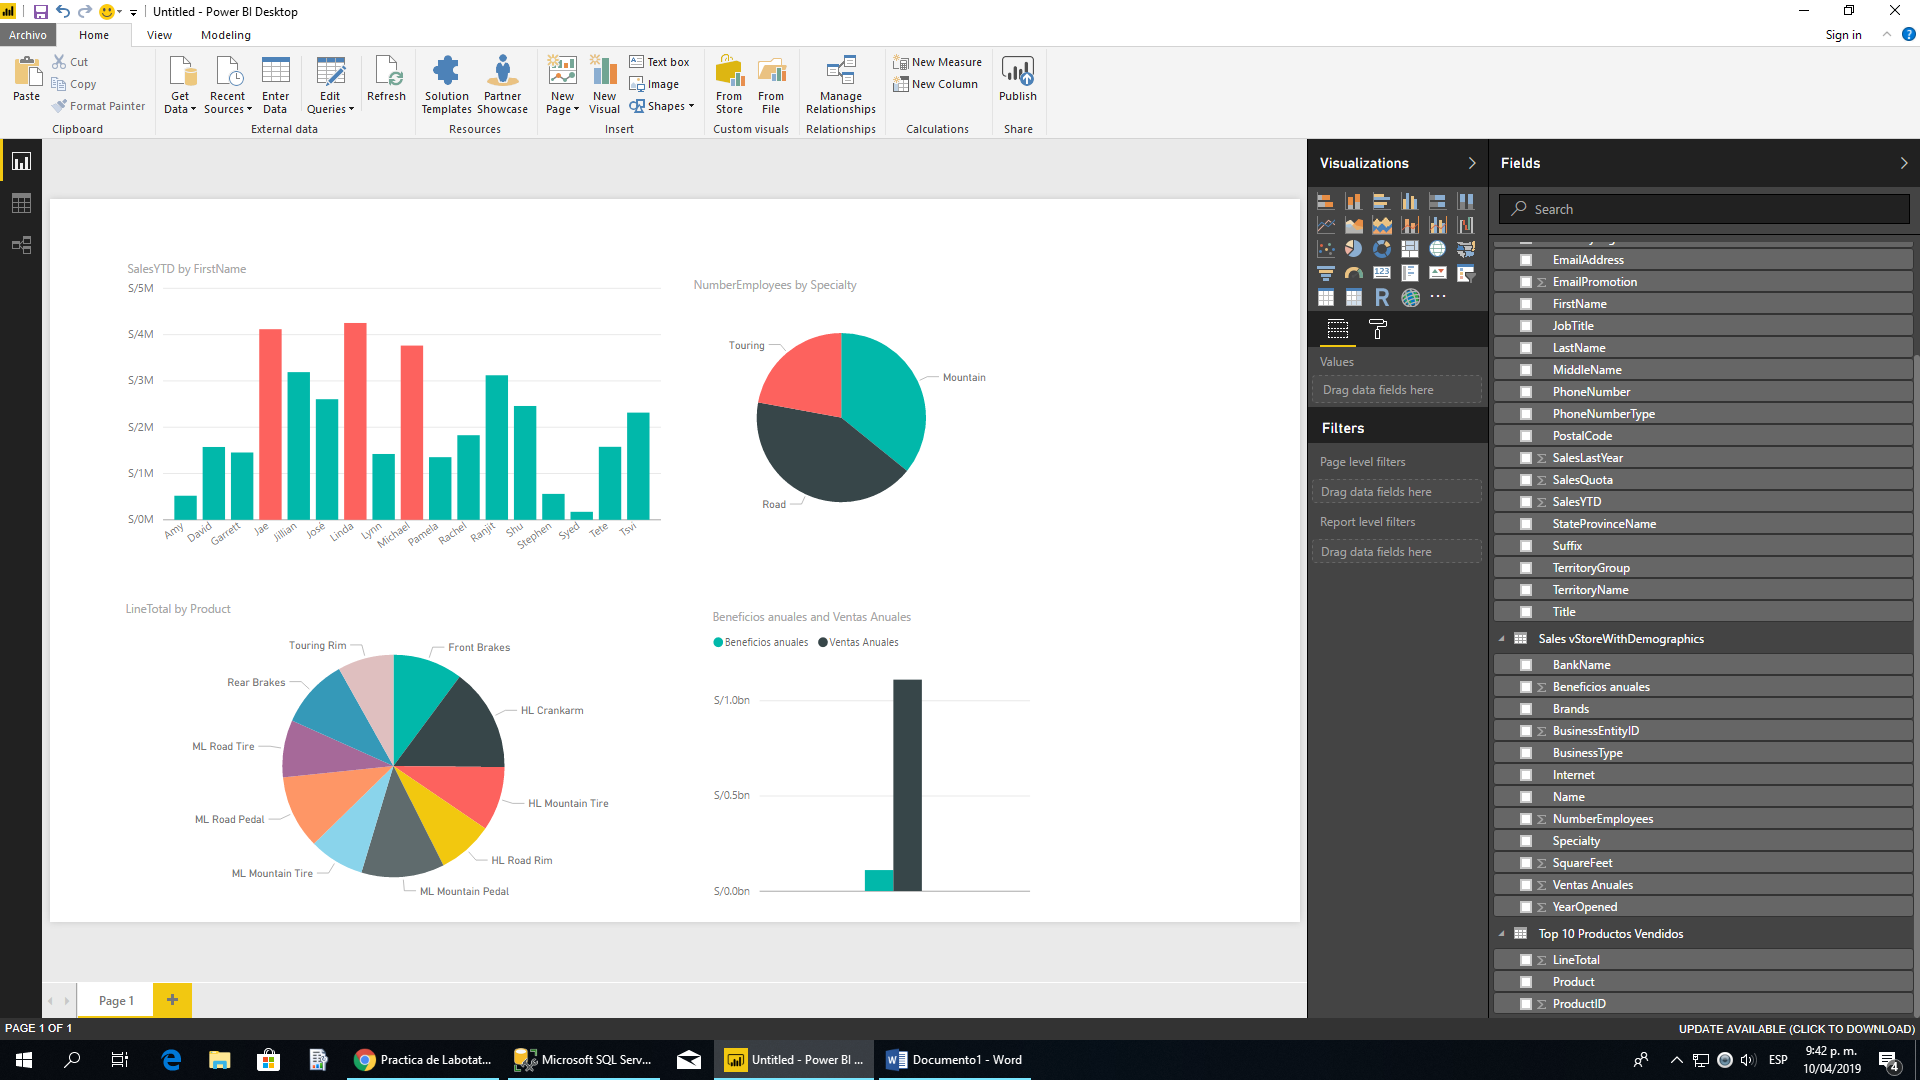 Untitled - Power BI Desktop
Archivo Home View Modeling Sign in
Paste
Cut
Copy
Format Painter
Clipboard
Get Data
Recent Sources
Enter Data
Edit Queries
External data
Refresh
Solution Templates
Partner Showcase
Resources
New Page
New Visual
Text box
Image
Shapes
Insert
From Store
From File
Custom visuals
Manage Relationships
Relationships
New Measure
New Column
Calculations
Publish
Share
SalesYTD by FirstName
S/5M
S/4M
S/3M
S/2M
S/1M
S/0M
Amy David Garrett Jae Jillian José Linda Lynn Michael Pamela Rachel Ranjit Shu Stephen Syed Tete Tsvi
NumberEmployees by Specialty
Touring
Mountain
Road
LineTotal by Product
Touring Rim
Front Brakes
Rear Brakes
HL Crankarm
ML Road Tire
HL Mountain Tire
ML Road Pedal
HL Road Rim
ML Mountain Tire
ML Mountain Pedal
Beneficios anuales and Ventas Anuales
Beneficios anuales Ventas Anuales
S/1.0bn
S/0.5bn
S/0.0bn
Visualizations
Values
Drag data fields here
Filters
Page level filters
Drag data fields here
Report level filters
Drag data fields here
Fields
Search
EmailAddress
EmailPromotion
FirstName
JobTitle
LastName
MiddleName
PhoneNumber
PhoneNumberType
PostalCode
SalesLastYear
SalesQuota
SalesYTD
StateProvinceName
Suffix
TerritoryGroup
TerritoryName
Title
Sales vStoreWithDemographics
BankName
Beneficios anuales
Brands
BusinessEntityID
BusinessType
Internet
Name
NumberEmployees
Specialty
SquareFeet
Ventas Anuales
YearOpened
Top 10 Productos Vendidos
LineTotal
Product
ProductID
Page 1
PAGE 1 OF 1
UPDATE AVAILABLE (CLICK TO DOWNLOAD)
Practica de Labotat...
Microsoft SQL Serv...
Untitled - Power BI ...
Documento1 - Word
ESP
9:42 p. m.
10/04/2019
4